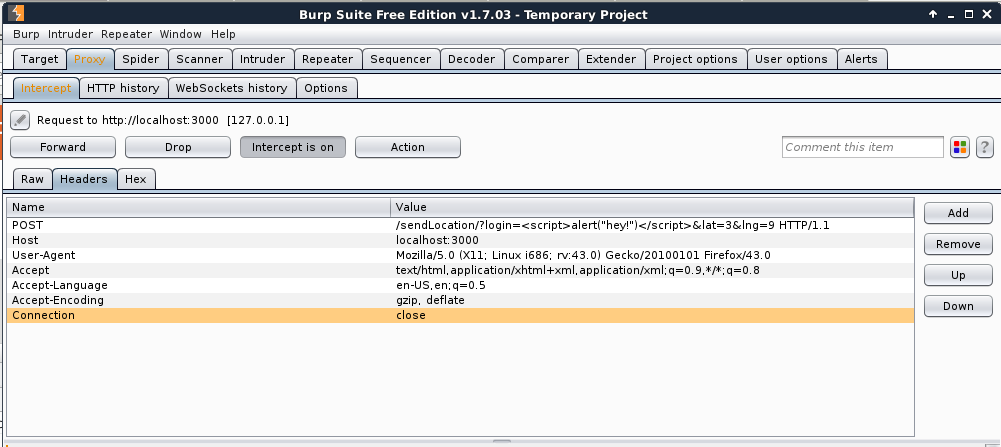 Burp Suite Free Edition v1.7.03 - Temporary Project
Burp Intruder Repeater Window Help
Target Proxy Spider Scanner Intruder Repeater Sequencer Decoder Comparer Extender Project options User options Alerts
Intercept HTTP history WebSockets history Options
Request to http://localhost:3000 [127.0.0.1]
Forward Drop Intercept is on Action Comment this item ?
Raw Headers Hex
Name Value
POST /sendLocation/?login=<script>alert("hey!")</script>&lat=3&lng=9 HTTP/1.1
Host localhost:3000
User-Agent Mozilla/5.0 (X11; Linux i686; rv:43.0) Gecko/20100101 Firefox/43.0
Accept text/html,application/xhtml+xml,application/xml;q=0.9,*/*;q=0.8
Accept-Language en-US,en;q=0.5
Accept-Encoding gzip, deflate
Connection close
Add
Remove
Up
Down